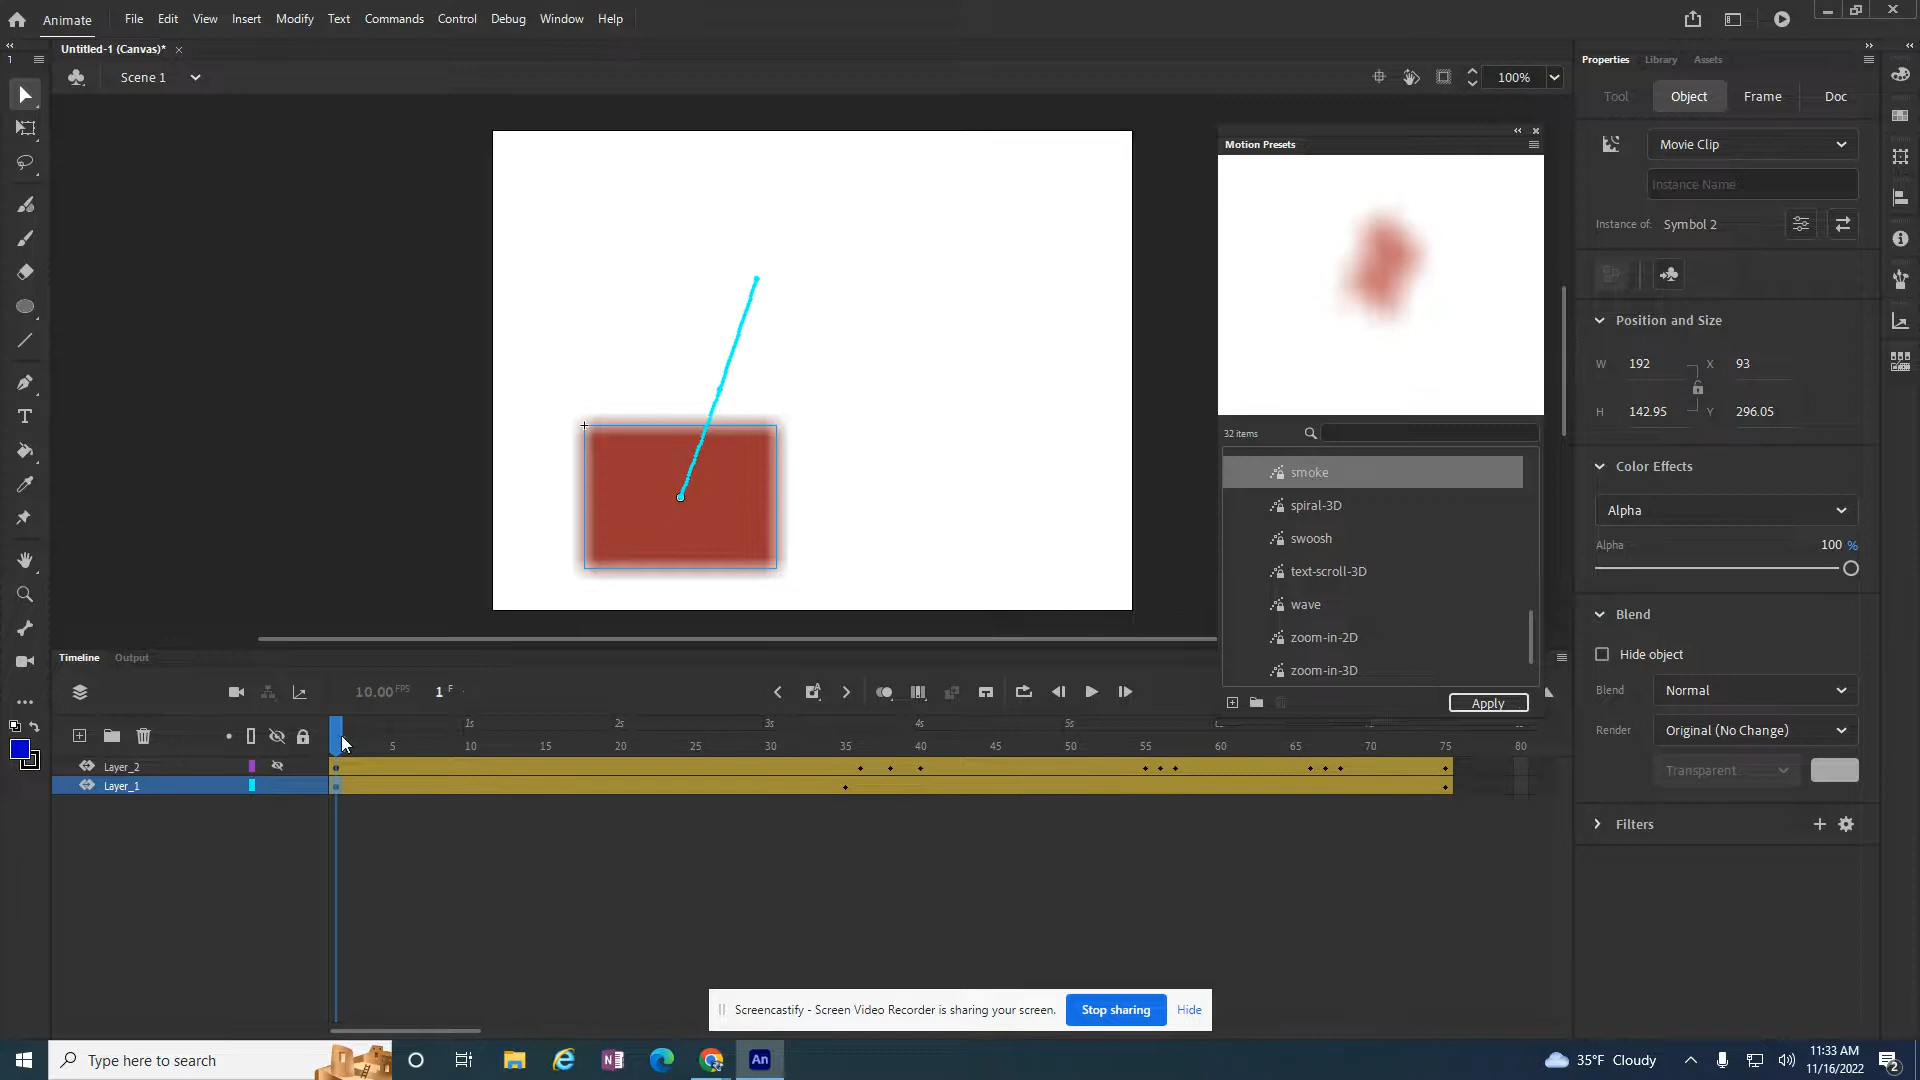 Animate File Edit View Insert Modify Text Commands Control Debug Window Help
Untitled-1 (Canvas)*
1
Scene 1
100%
Motion Presets
32 items
smoke
spiral-3D
swoosh
text-scroll-3D
wave
zoom-in-2D
zoom-in-3D
Apply
Properties Library Assets
Tool Object Frame Doc
Movie Clip
Instance Name
Instance of: Symbol 2
Position and Size
W 192 X 93
H 142.95 Y 296.05
Color Effects
Alpha
Alpha 100 %
Blend
Hide object
Blend Normal
Render Original (No Change)
Transparent
Filters
Timeline Output
10.00 FPS 1 F
1s 2s 3s 4s 5s
5 10 15 20 25 30 35 40 45 50 55 60 65 70 75 80
Layer_2
Layer_1
Screencastify - Screen Video Recorder is sharing your screen. Stop sharing Hide
Type here to search
An
35°F Cloudy
11:33 AM
11/16/2022
2